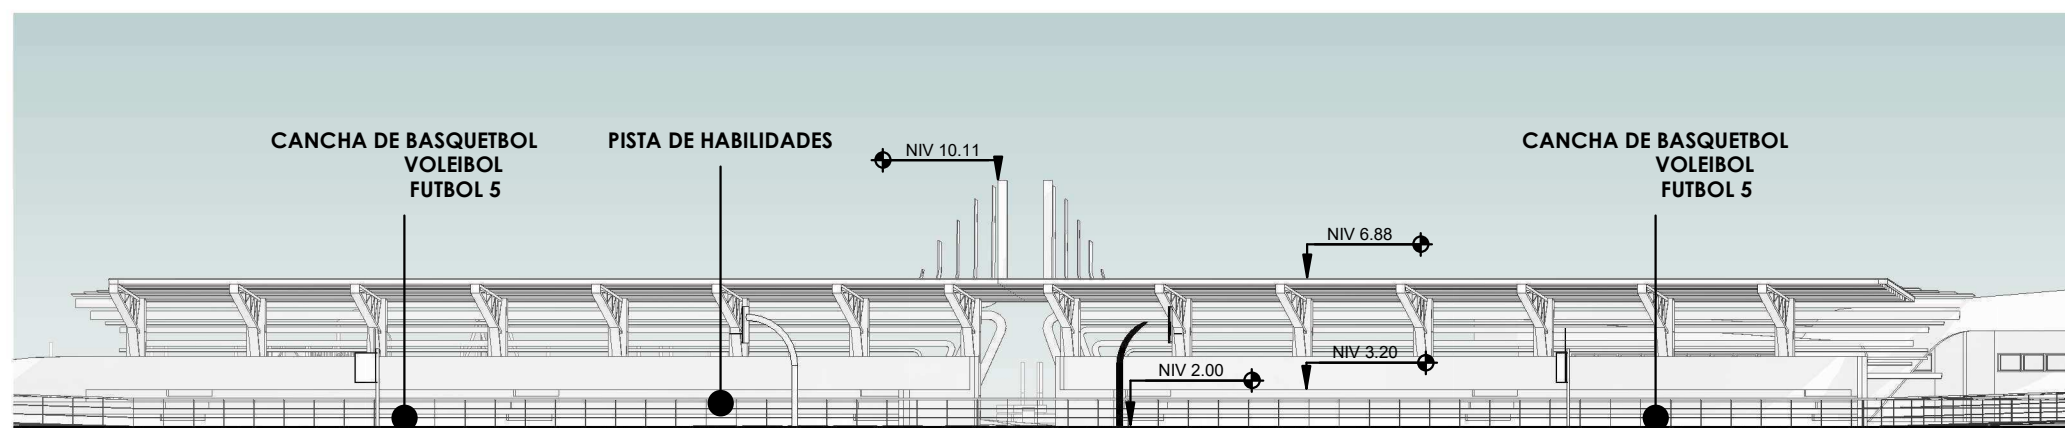 CANCHA DE BASQUETBOL
VOLEIBOL
FUTBOL 5
PISTA DE HABILIDADES
NIV 10.11
CANCHA DE BASQUETBOL
VOLEIBOL
FUTBOL 5
NIV 6.88
NIV 3.20
NIV 2.00